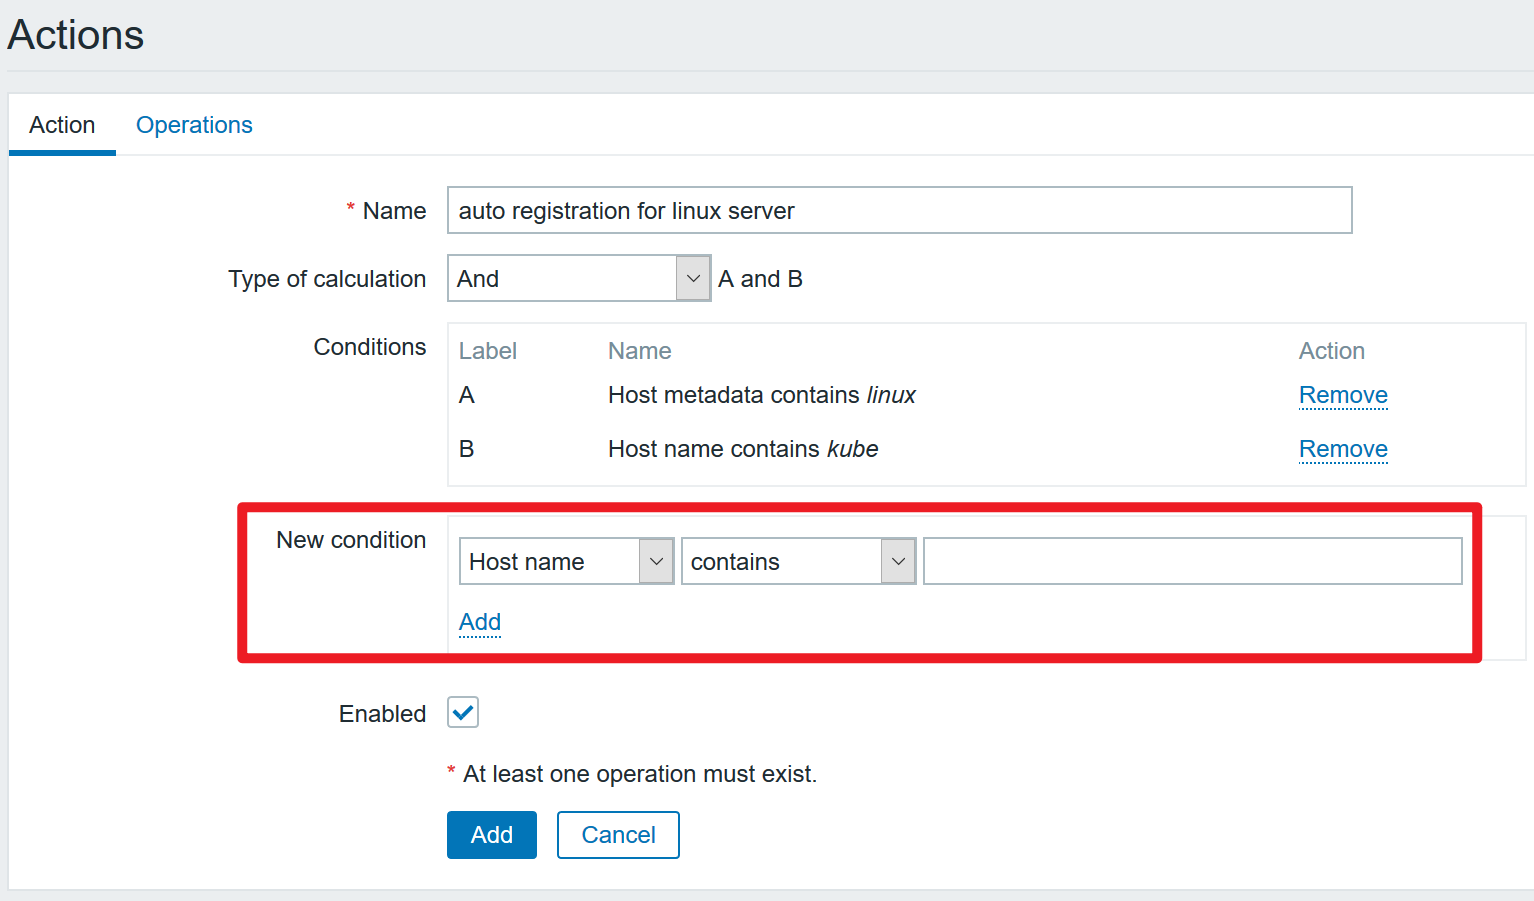 Actions
Action Operations
* Name auto registration for linux server
Type of calculation And A and B
Conditions Label Name Action
A Host metadata contains linux Remove
B Host name contains kube Remove
New condition
Host name contains
Add
Enabled
* At least one operation must exist.
Add Cancel